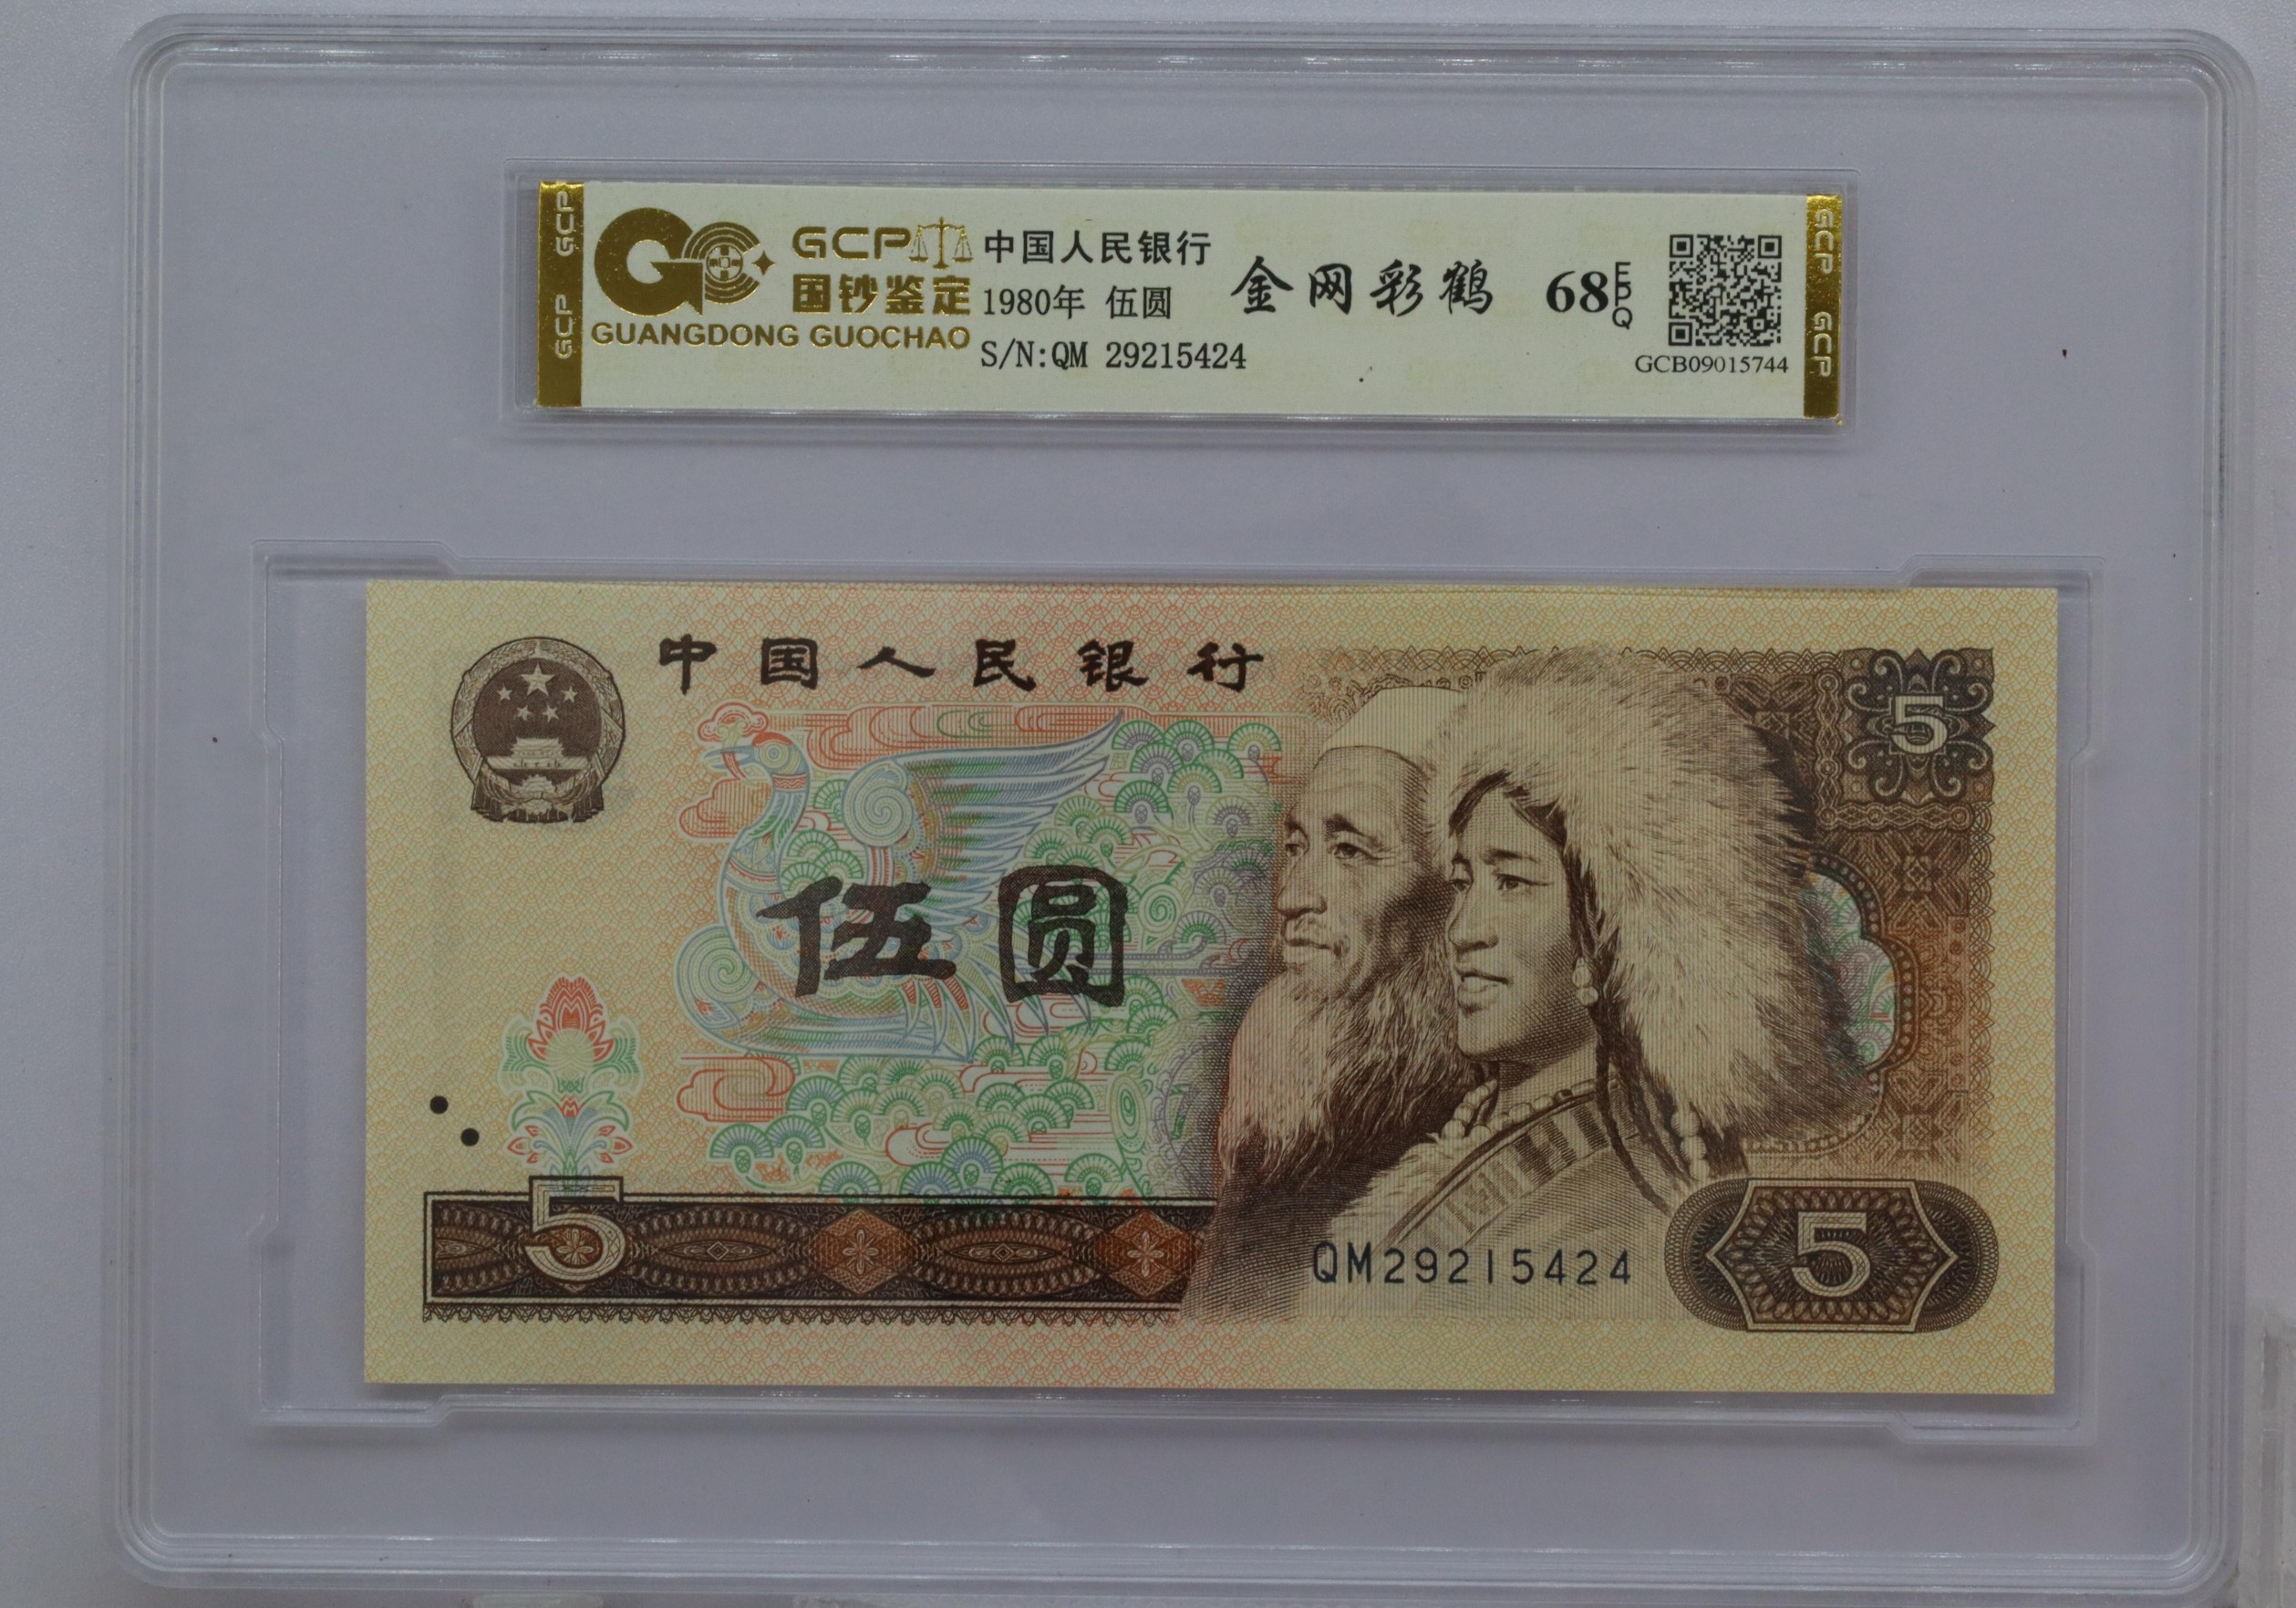 GCP GCP
GCP
国钞鉴定
GUANGDONG GUOCHAO
中国人民银行
1980年 伍圆
S/N:QM 29215424
金网彩鹤
68 EPQ
GCB09015744
GCP GCP
中国人民银行
5
伍圆
5
QM29215424
5